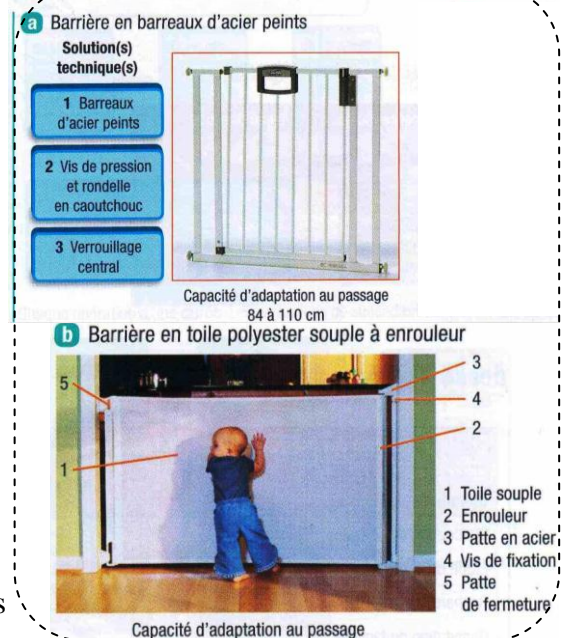 a Barrière en barreaux d'acier peints
Solution(s)
technique(s)
1 Barreaux
d'acier peints
2 Vis de pression
et rondelle
en caoutchouc
3 Verrouillage
central
Capacité d'adaptation au passage
84 à 110 cm
b Barrière en toile polyester souple à enrouleur
5
1
3
4
2
1 Toile souple
2 Enrouleur
3 Patte en acier
4 Vis de fixation
5 Patte
de fermeture
s
Capacité d'adaptation au passage